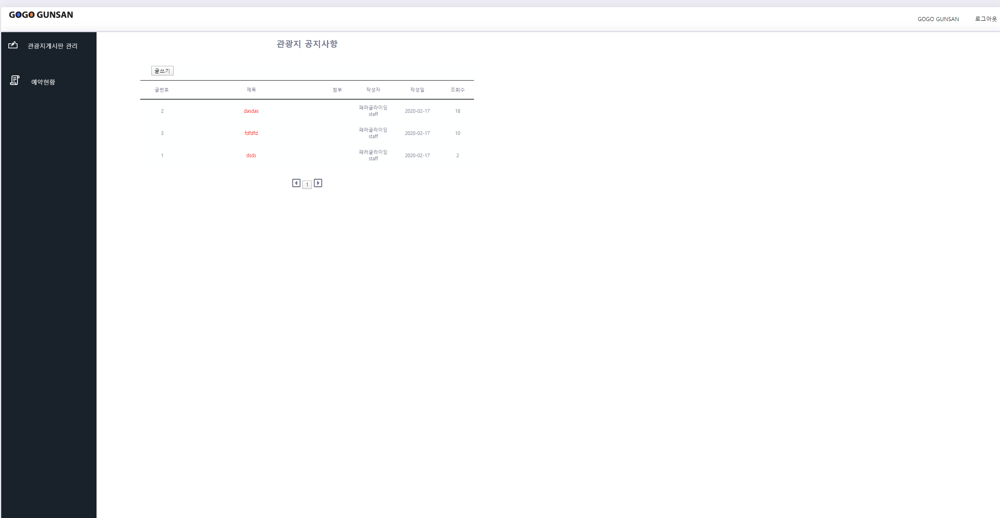 GOGO GUNSAN
GOGO GUNSAN 로그아웃
관광지게시판 관리
예약현황
관광지 공지사항
글쓰기
글번호 제목 첨부 작성자 작성일 조회수
2 dasdas 패러글라이딩 staff 2020-02-17 18
3 fdfdfd 패러글라이딩 staff 2020-02-17 10
1 dsds 패러글라이딩 staff 2020-02-17 2
1